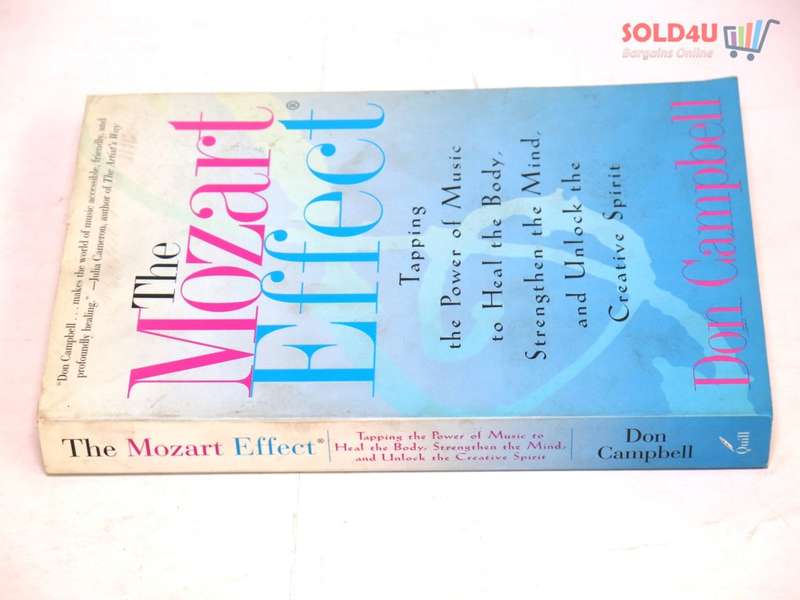 SOLD4U
Bargains Online
"Don Campbell . . . makes the world of music accessible, friendly, and
profoundly healing." —Julia Cameron, author of The Artist's Way
The
Mozart
Effect®
Tapping
the Power of Music
to Heal the Body,
Strengthen the Mind,
and Unlock the
Creative Spirit
Don Campbell
The Mozart Effect®
Tapping the Power of Music to
Heal the Body, Strengthen the Mind,
and Unlock the Creative Spirit
Don
Campbell
Quill